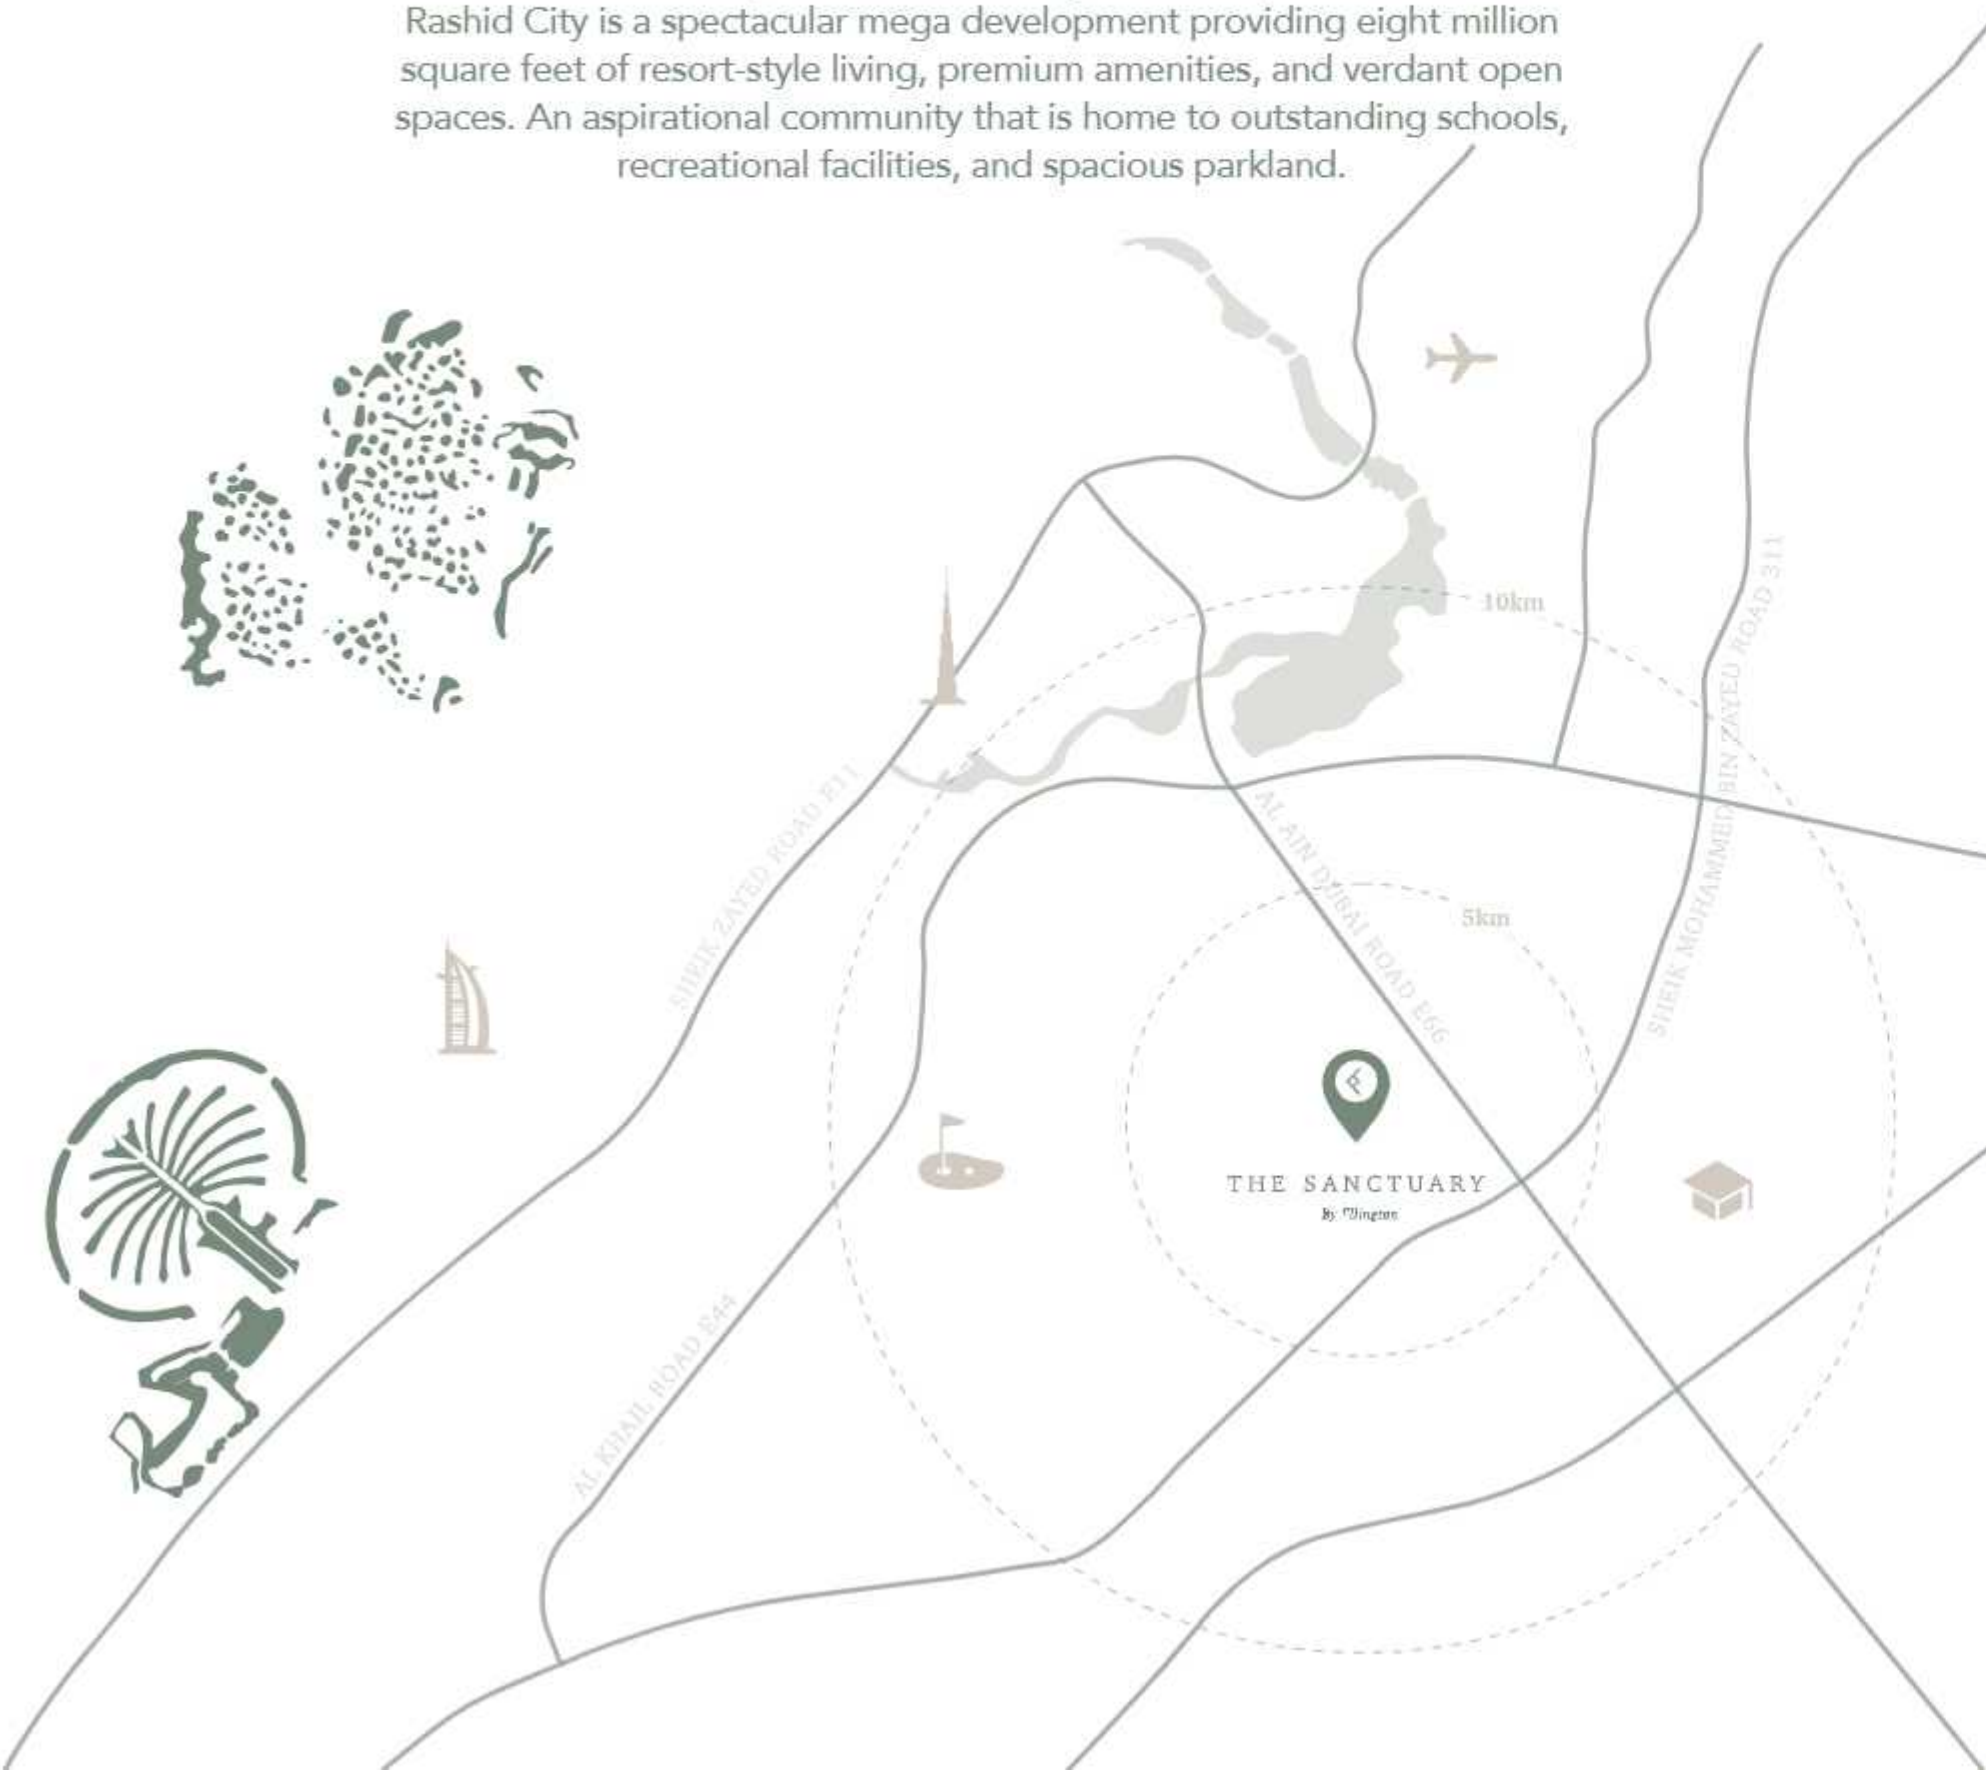 Rashid City is a spectacular mega development providing eight million
square feet of resort-style living, premium amenities, and verdant open
spaces. An aspirational community that is home to outstanding schools,
recreational facilities, and spacious parkland.
10km
SHEIK MOHAMMED BIN ZAYED ROAD 311
SHEIK ZAYED ROAD E11
AL AIN DUBAI ROAD E66
5km
THE SANCTUARY
By Ellington
AL KHAIL ROAD E44